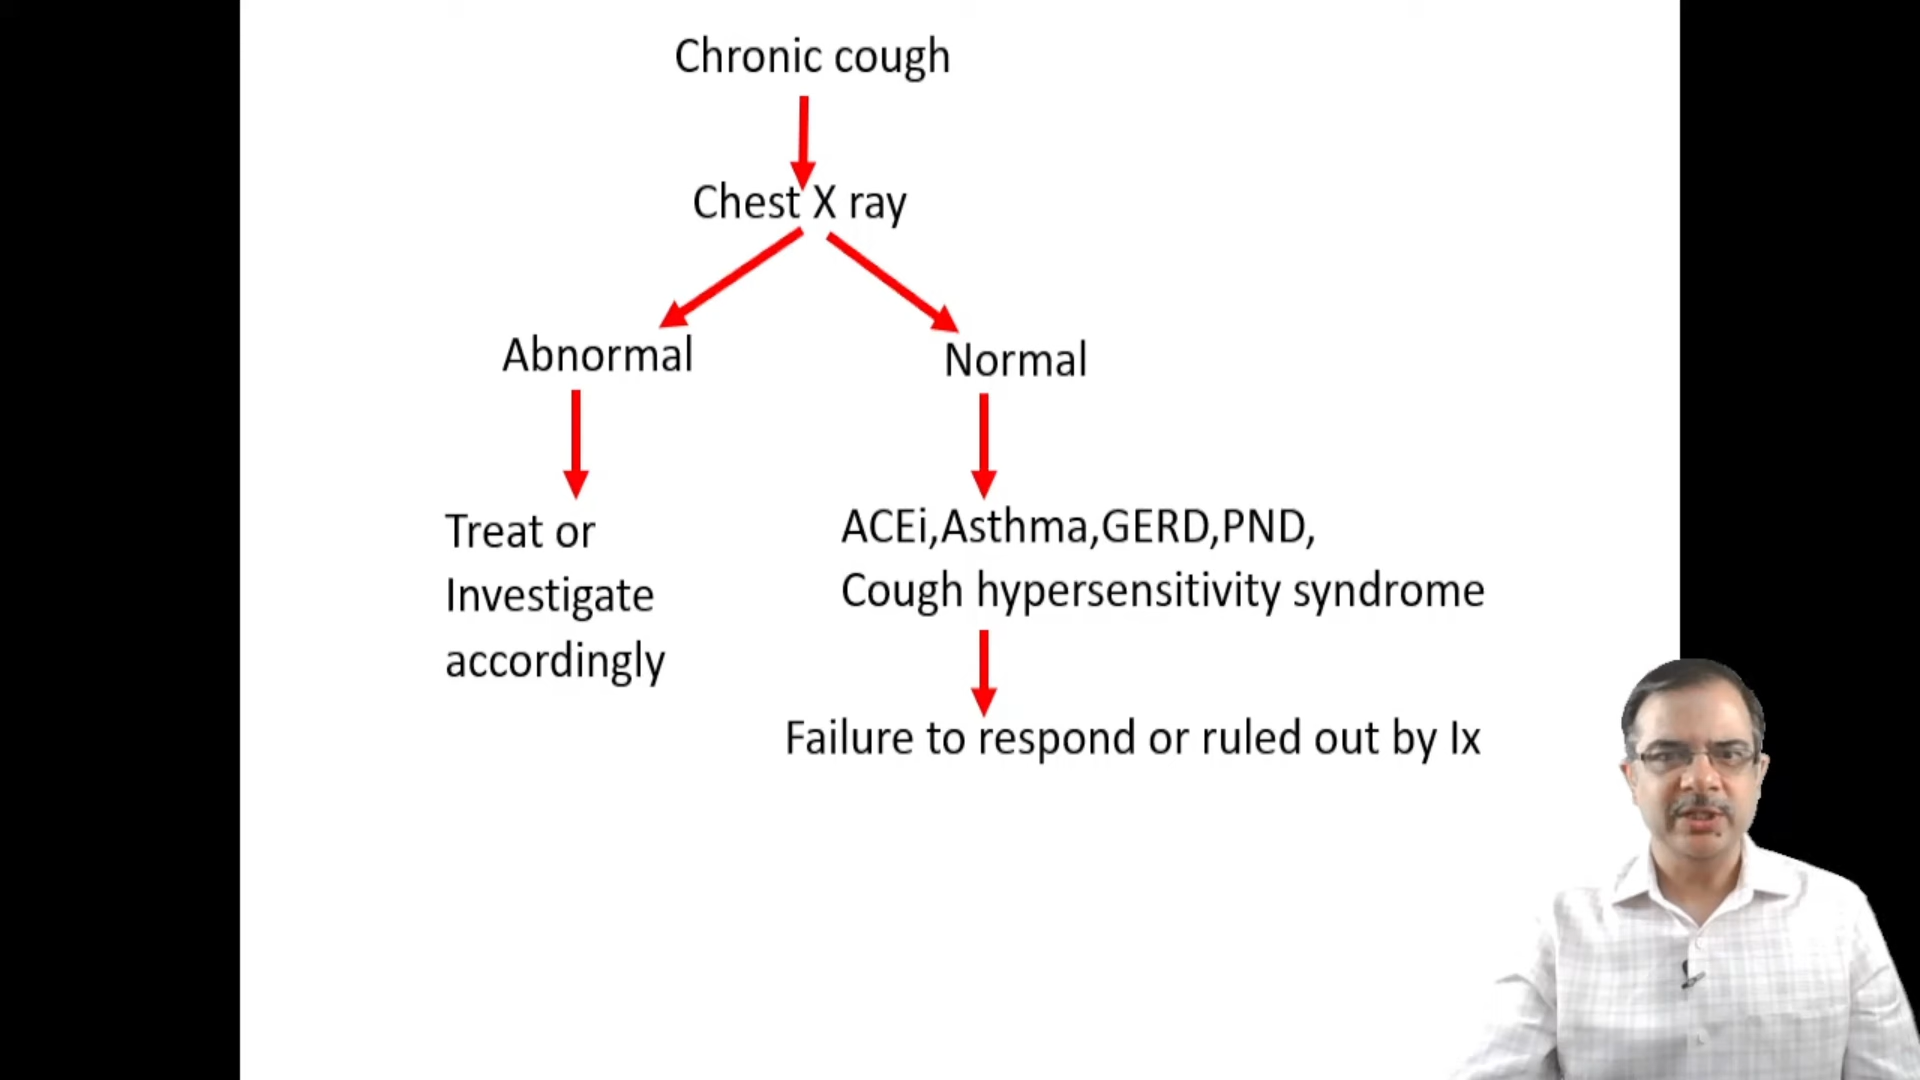 Chronic cough
Chest X ray
Abnormal
Normal
Treat or
Investigate
accordingly
ACEi,Asthma,GERD,PND,
Cough hypersensitivity syndrome
Failure to respond or ruled out by Ix